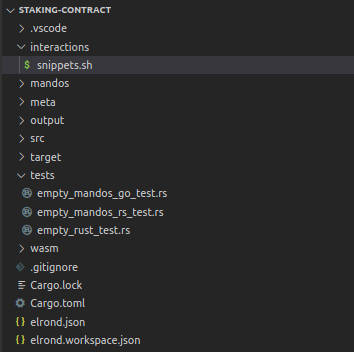 STAKING-CONTRACT
.vscode
interactions
$ snippets.sh
mandos
meta
output
src
target
tests
empty_mandos_go_test.rs
empty_mandos_rs_test.rs
empty_rust_test.rs
wasm
.gitignore
Cargo.lock
Cargo.toml
{} elrond.json
{} elrond.workspace.json